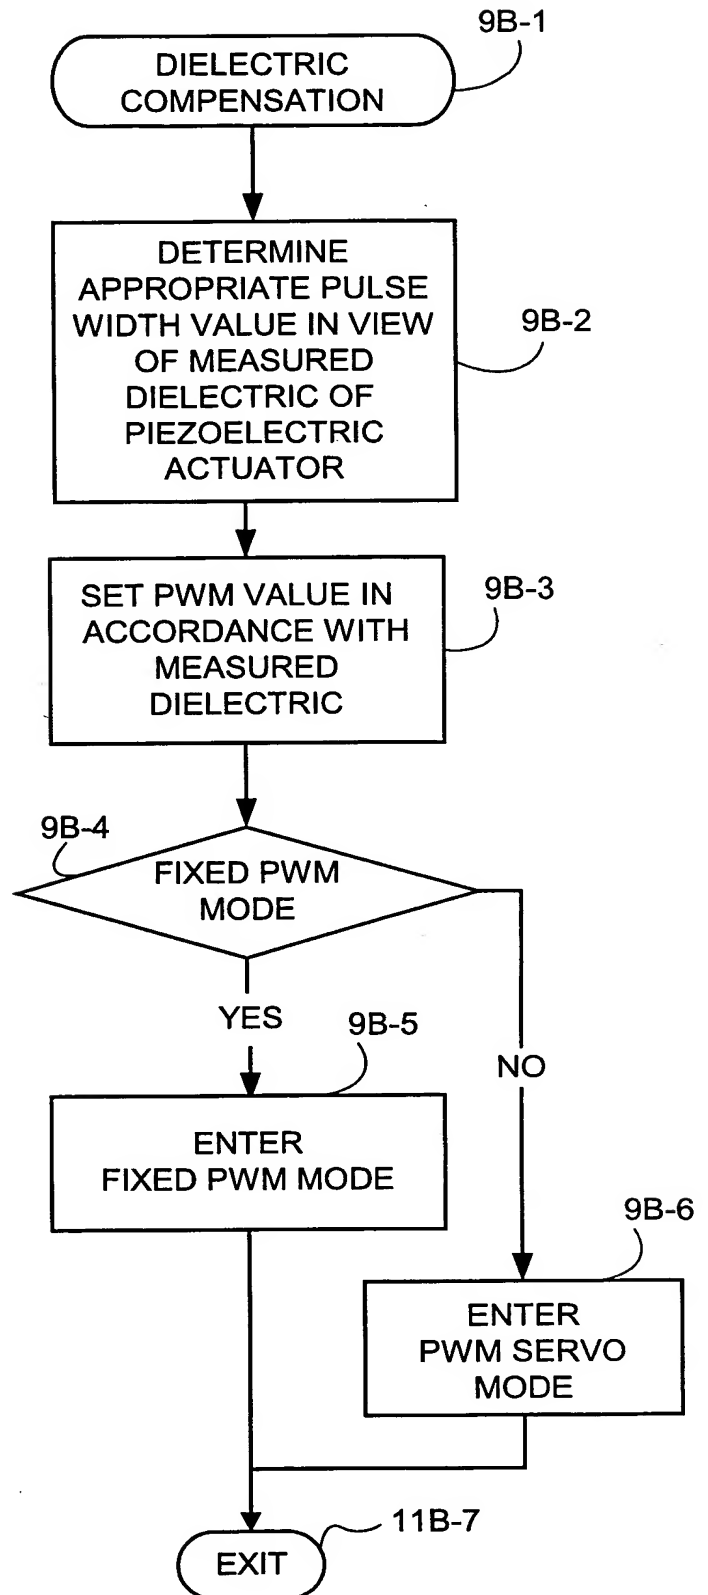 9B-1
DIELECTRIC
COMPENSATION
DETERMINE
APPROPRIATE PULSE
WIDTH VALUE IN VIEW
OF MEASURED
DIELECTRIC OF
PIEZOELECTRIC
ACTUATOR
9B-2
SET PWM VALUE IN
ACCORDANCE WITH
MEASURED
DIELECTRIC
9B-3
9B-4
FIXED PWM
MODE
YES
NO
9B-5
ENTER
FIXED PWM MODE
9B-6
ENTER
PWM SERVO
MODE
11B-7
EXIT